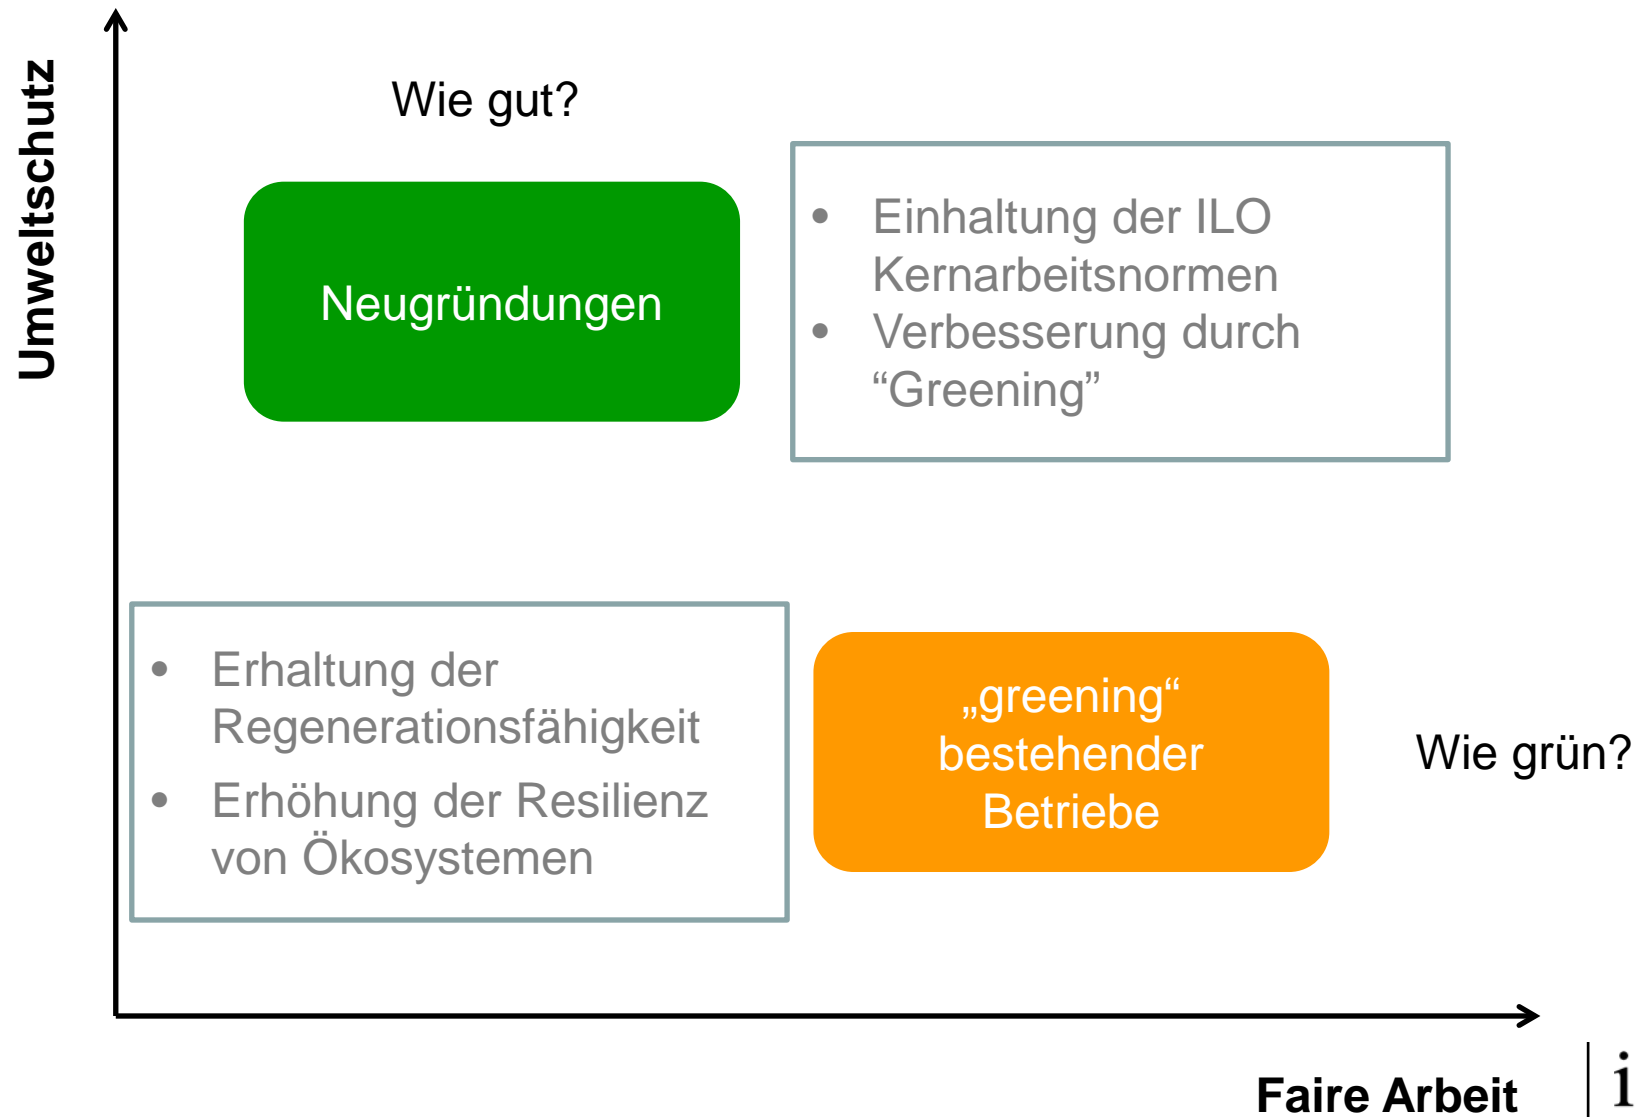 Umweltschutz
Wie gut?
Neugründungen
• Einhaltung der ILO
Kernarbeitsnormen
• Verbesserung durch
“Greening”
• Erhaltung der
Regenerationsfähigkeit
• Erhöhung der Resilienz
von Ökosystemen
„greening“
bestehender
Betriebe
Wie grün?
Faire Arbeit
i